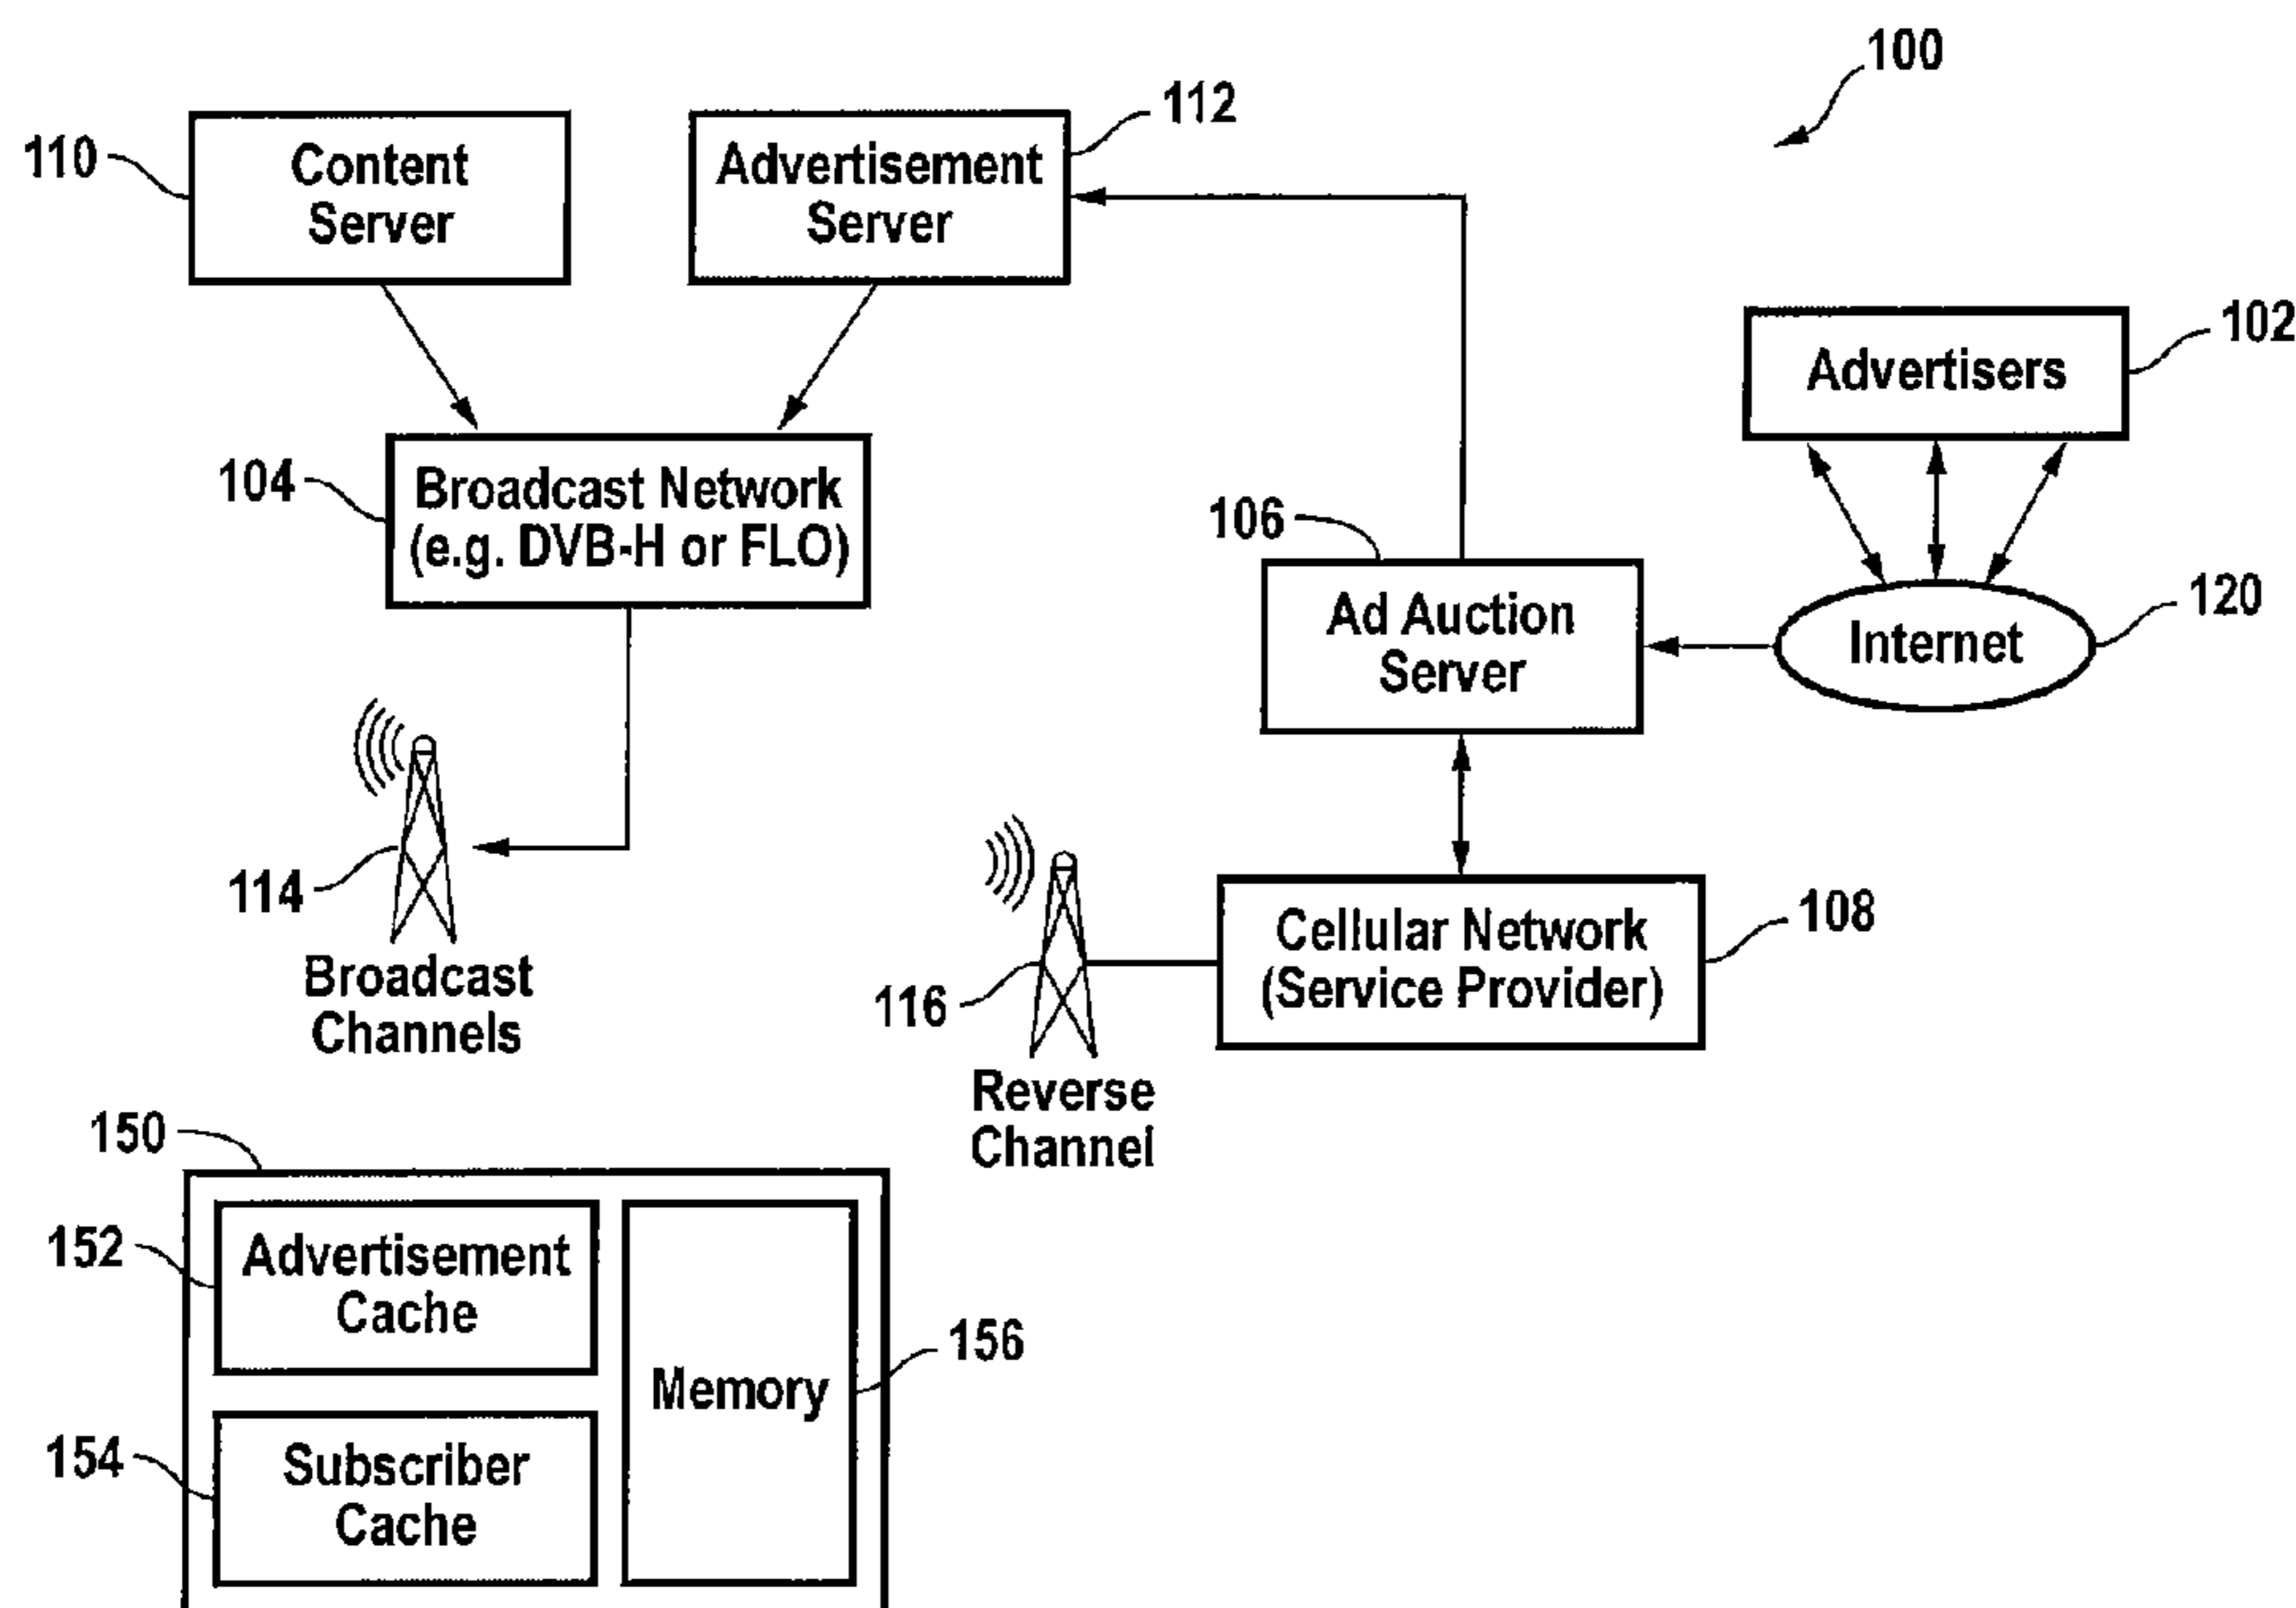 100
110
Content
Server
112
Advertisement
Server
102
Advertisers
104
Broadcast Network
(e.g. DVB-H or FLO)
106
Ad Auction
Server
120
Internet
114
Broadcast
Channels
116
Reverse
Channel
108
Cellular Network
(Service Provider)
150
152
Advertisement
Cache
156
Memory
154
Subscriber
Cache